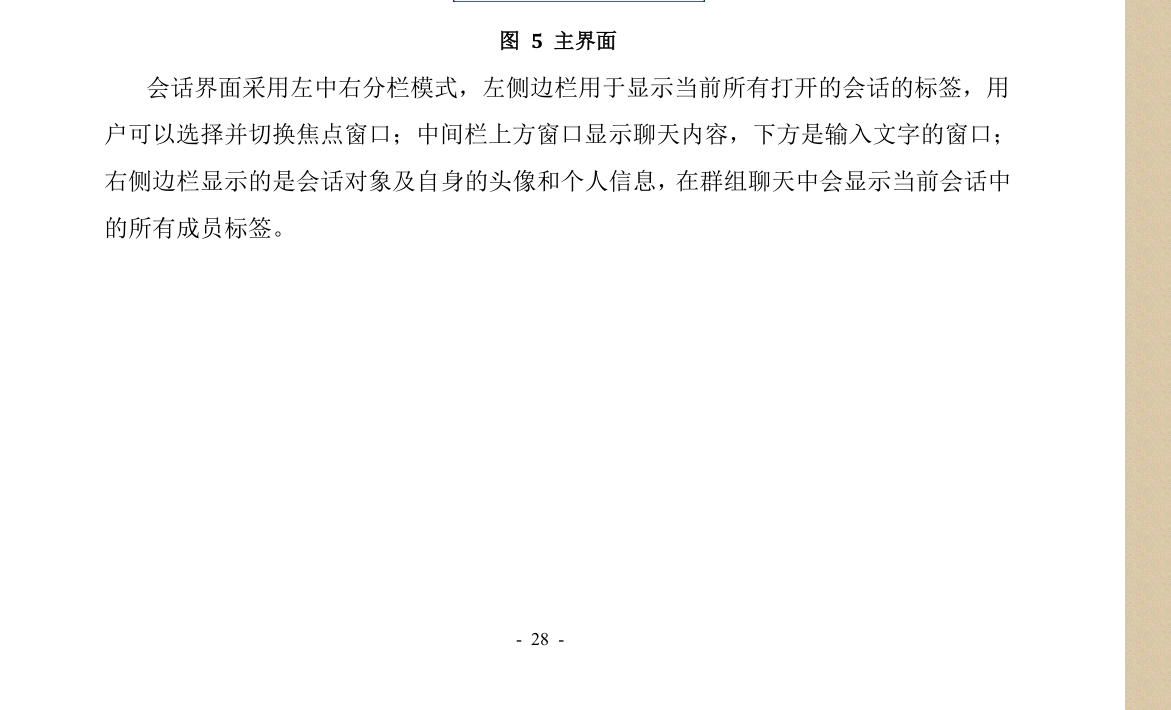 图 5 主界面
会话界面采用左中右分栏模式，左侧边栏用于显示当前所有打开的会话的标签，用
户可以选择并切换焦点窗口；中间栏上方窗口显示聊天内容，下方是输入文字的窗口；
右侧边栏显示的是会话对象及自身的头像和个人信息，在群组聊天中会显示当前会话中
的所有成员标签。
- 28 -